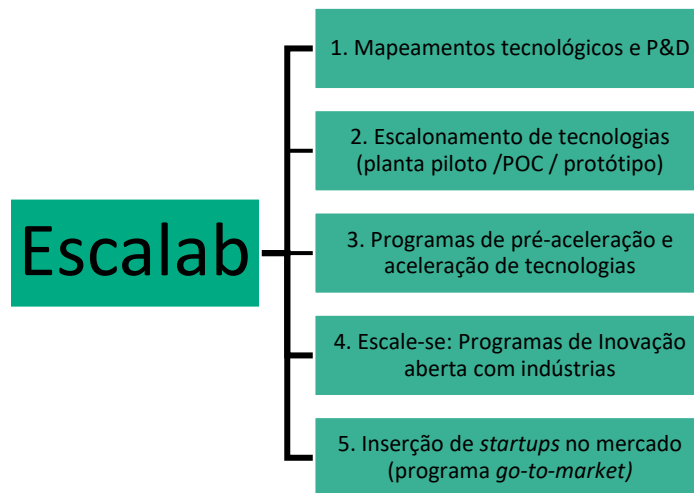 Escalab
1. Mapeamentos tecnológicos e P&D
2. Escalonamento de tecnologias
(planta piloto /POC / protótipo)
3. Programas de pré-aceleração e
aceleração de tecnologias
4. Escale-se: Programas de Inovação
aberta com indústrias
5. Inserção de startups no mercado
(programa go-to-market)